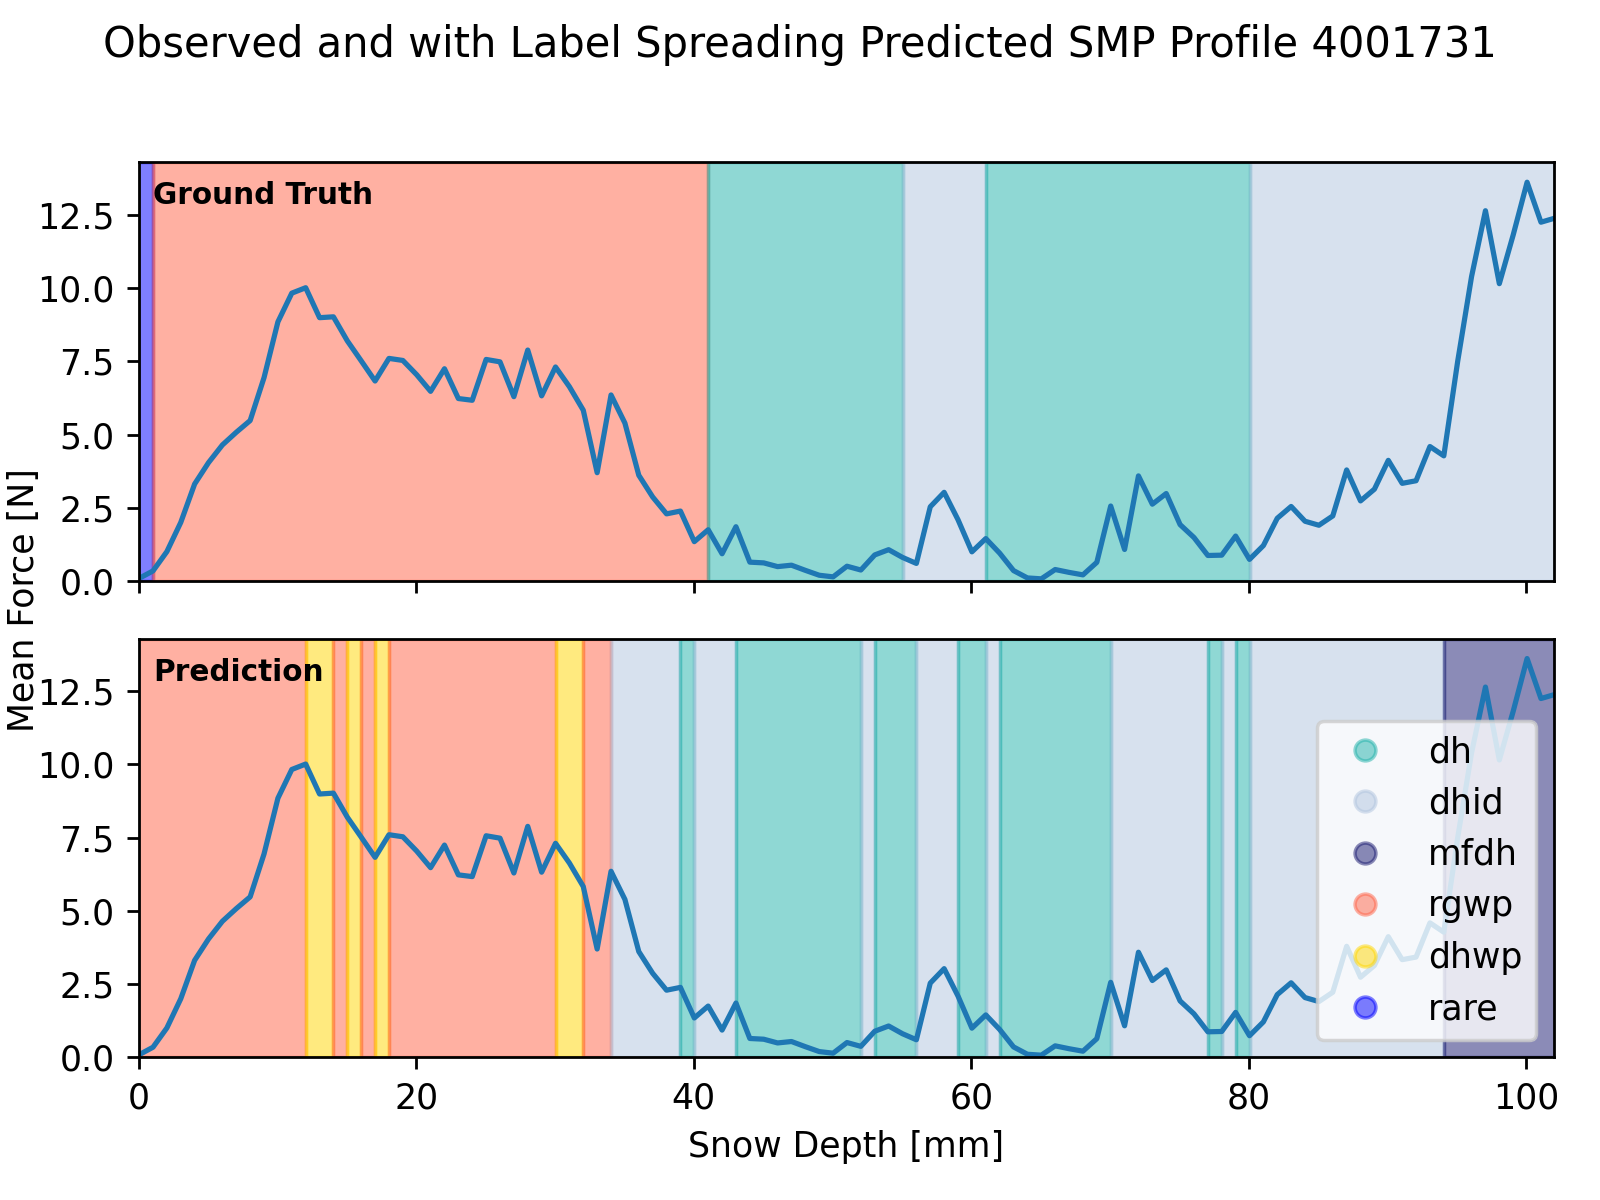 Observed and with Label Spreading Predicted SMP Profile 4001731
Ground Truth
12.5
10.0
7.5
5.0
2.5
0.0
Mean Force [N]
Prediction
12.5
10.0
7.5
5.0
2.5
0.0
dh
dhid
mfdh
rgwp
dhwp
rare
0 20 40 60 80 100
Snow Depth [mm]